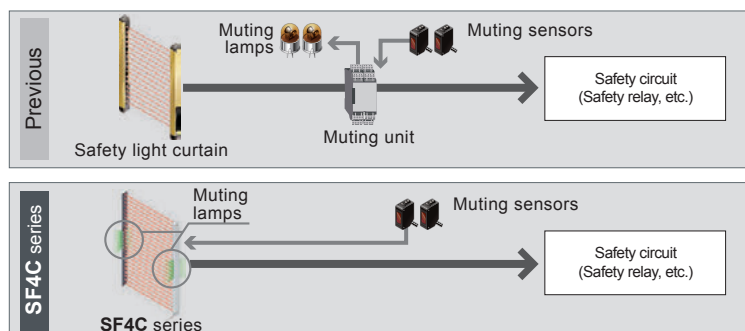 Previous
Muting
lamps
Muting sensors
Safety light curtain
Muting unit
Safety circuit
(Safety relay, etc.)
SF4C series
Muting
lamps
Muting sensors
SF4C series
Safety circuit
(Safety relay, etc.)